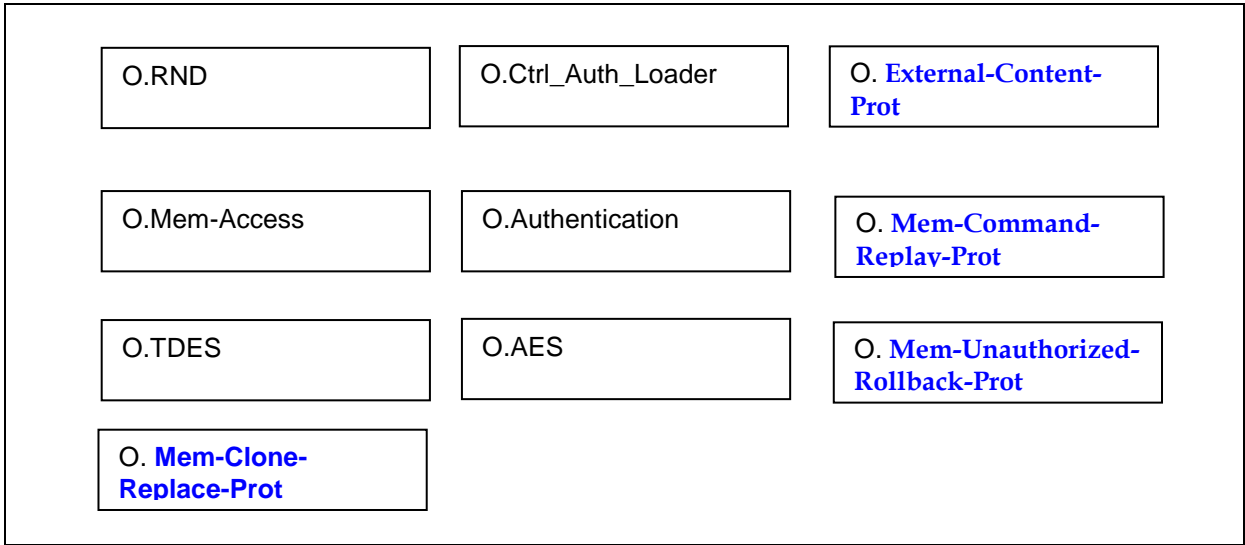 O.RND
O.Ctrl_Auth_Loader
O. External-Content-
Prot
O.Mem-Access
O.Authentication
O. Mem-Command-
Replay-Prot
O.TDES
O.AES
O. Mem-Unauthorized-
Rollback-Prot
O. Mem-Clone-
Replace-Prot